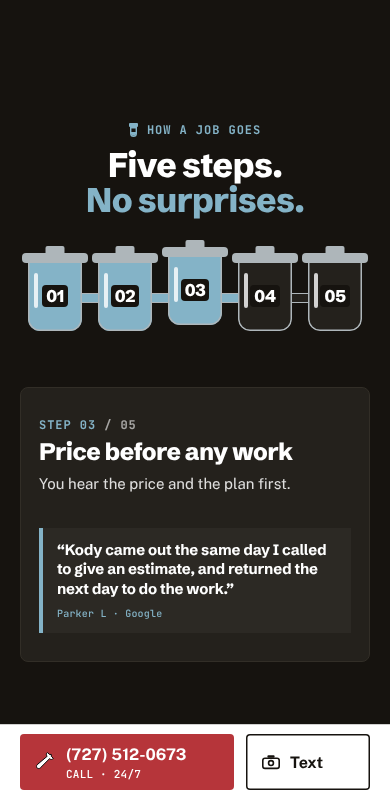 HOW A JOB GOES
Five steps.
No surprises.
01 02 03 04 05
STEP 03 / 05
Price before any work
You hear the price and the plan first.
“Kody came out the same day I called
to give an estimate, and returned the
next day to do the work.”
Parker L · Google
(727) 512-0673
CALL · 24/7
Text